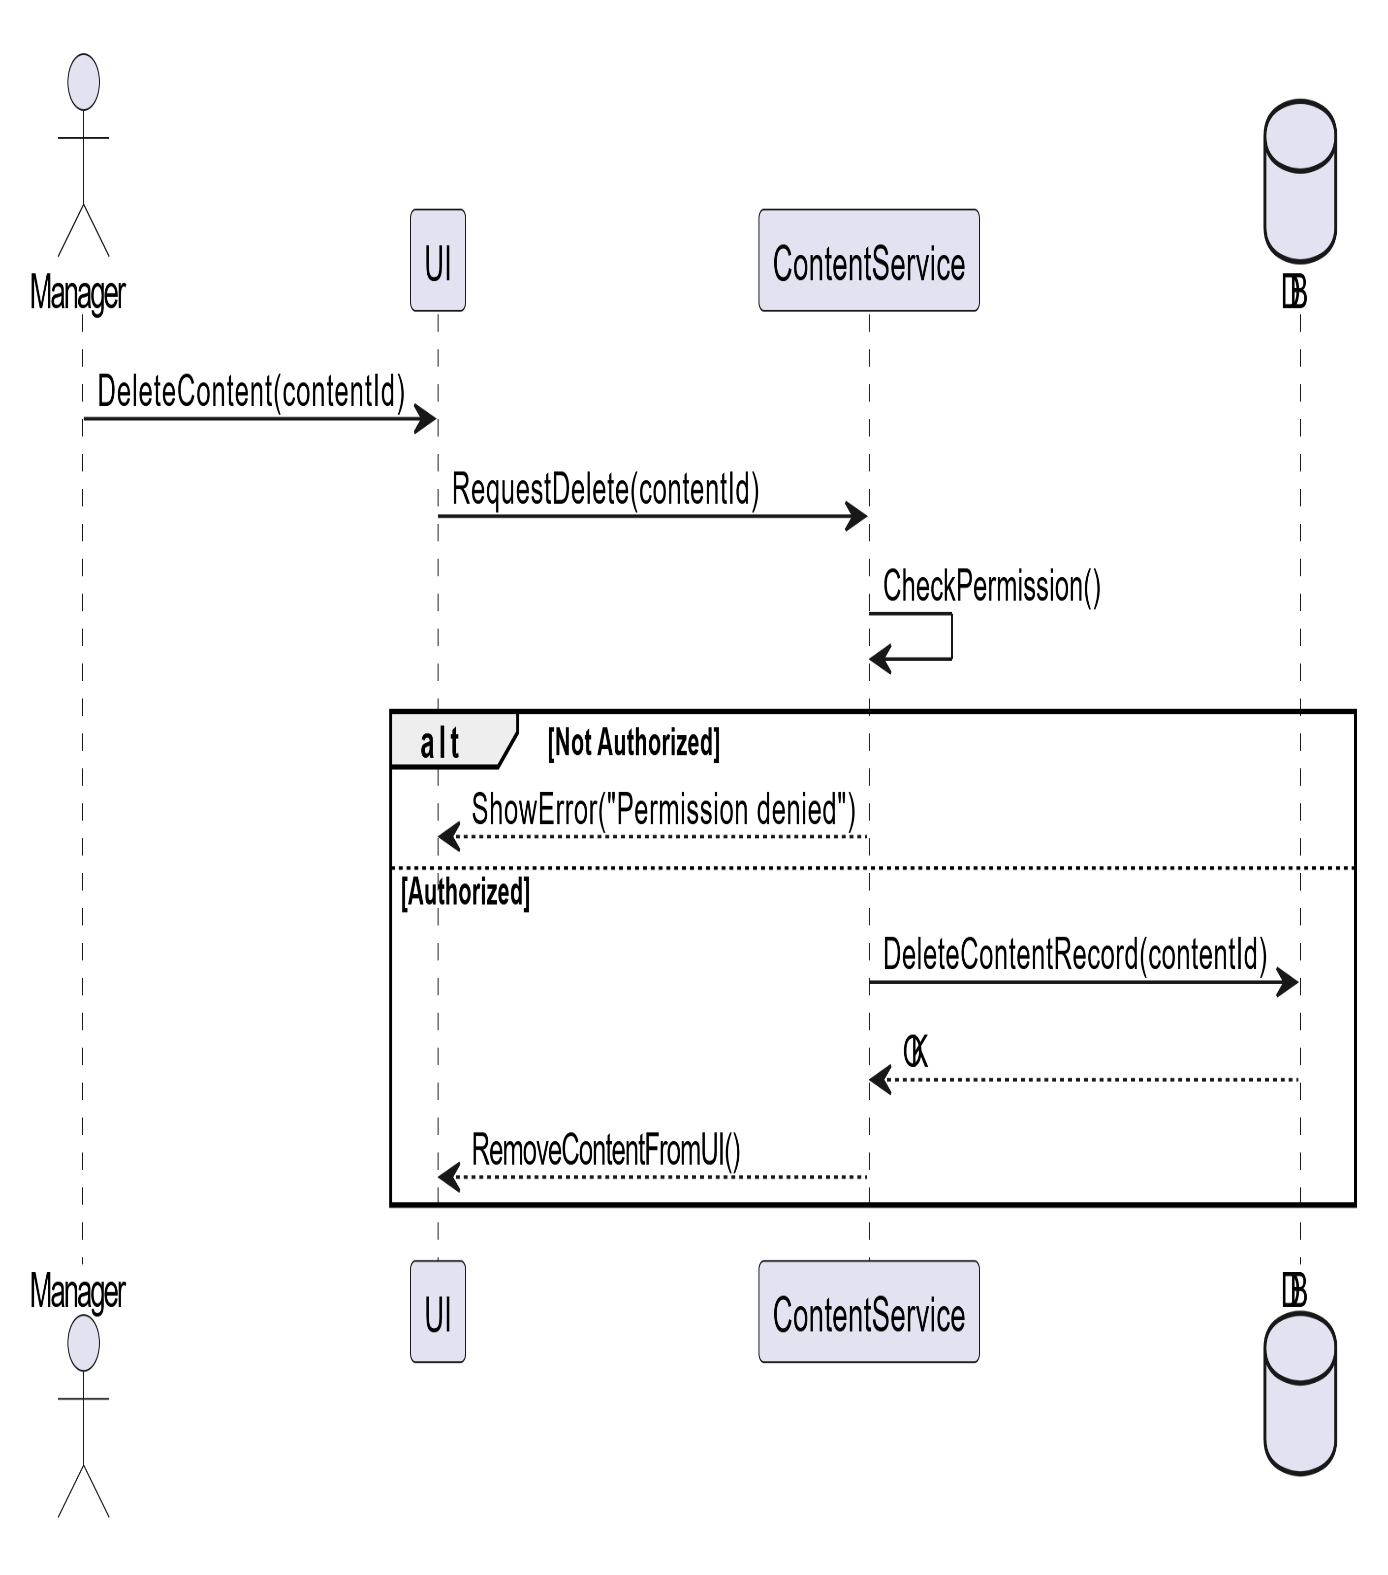 Manager
UI
ContentService
DB
DeleteContent(contentId)
RequestDelete(contentId)
CheckPermission()
alt
[Not Authorized]
ShowError("Permission denied")
[Authorized]
DeleteContentRecord(contentId)
OK
RemoveContentFromUI()
Manager
UI
ContentService
DB